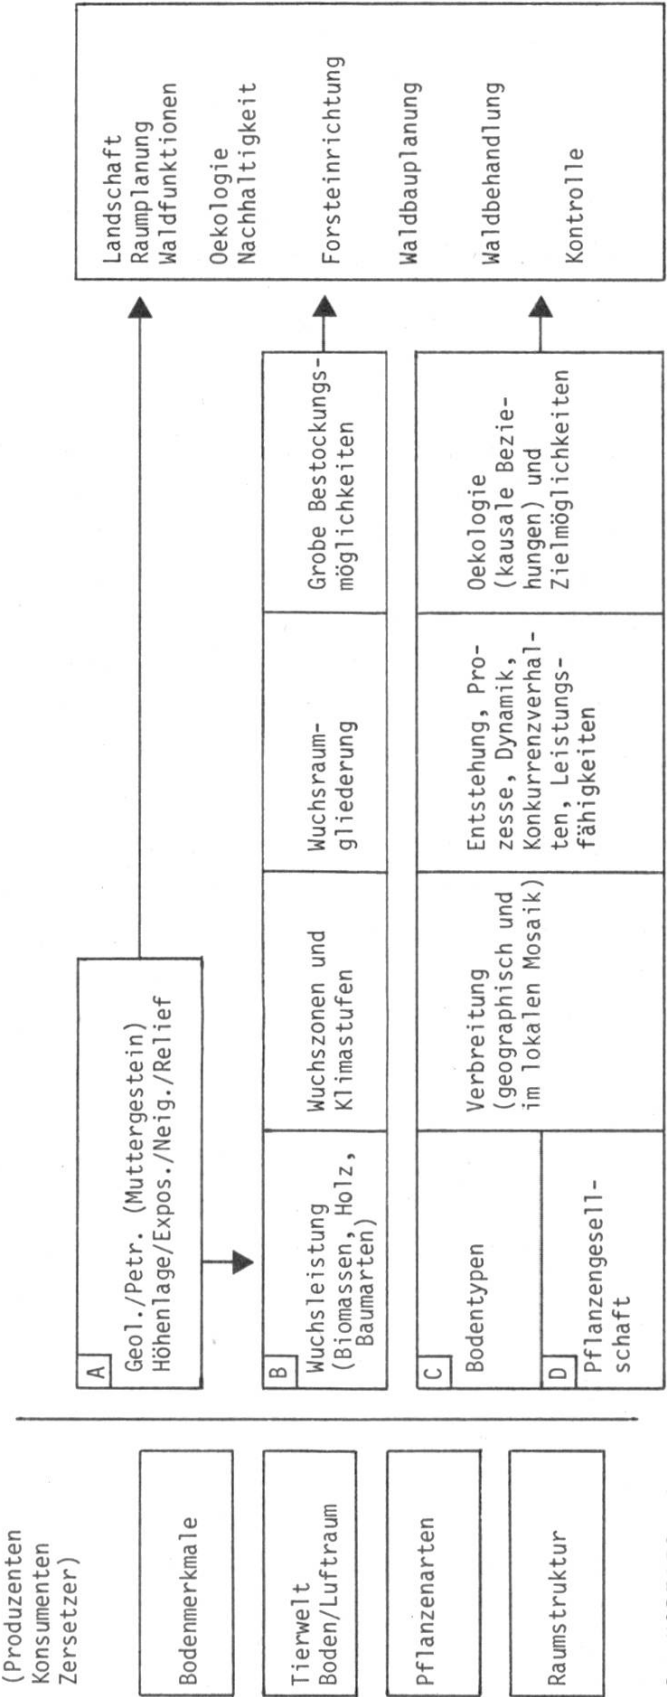 (Produzenten
Konsumenten
Zersetzer)
Bodenmerkmale
Tierwelt
Boden/Luftraum
Pflanzenarten
Raumstruktur
A
Geol./Petr. (Muttergestein)
Höhenlage/Expos./Neig./Relief
B
Wuchsleistung
(Biomassen, Holz,
Baumarten)
Wuchszonen und
Klimastufen
Wuchsraum-
gliederung
Grobe Bestockungs-
möglichkeiten
C
Bodentypen
D
Pflanzengesell-
schaft
Verbreitung
(geographisch und
im lokalen Mosaik)
Entstehung, Pro-
zesse, Dynamik,
Konkurrenzverhal-
ten, Leistungs-
fähigkeiten
Oekologie
(kausale Bezie-
hungen) und
Zielmöglichkeiten
Landschaft
Raumplanung
Waldfunktionen
Oekologie
Nachhaltigkeit
Forsteinrichtung
Waldbauplanung
Waldbehandlung
Kontrolle